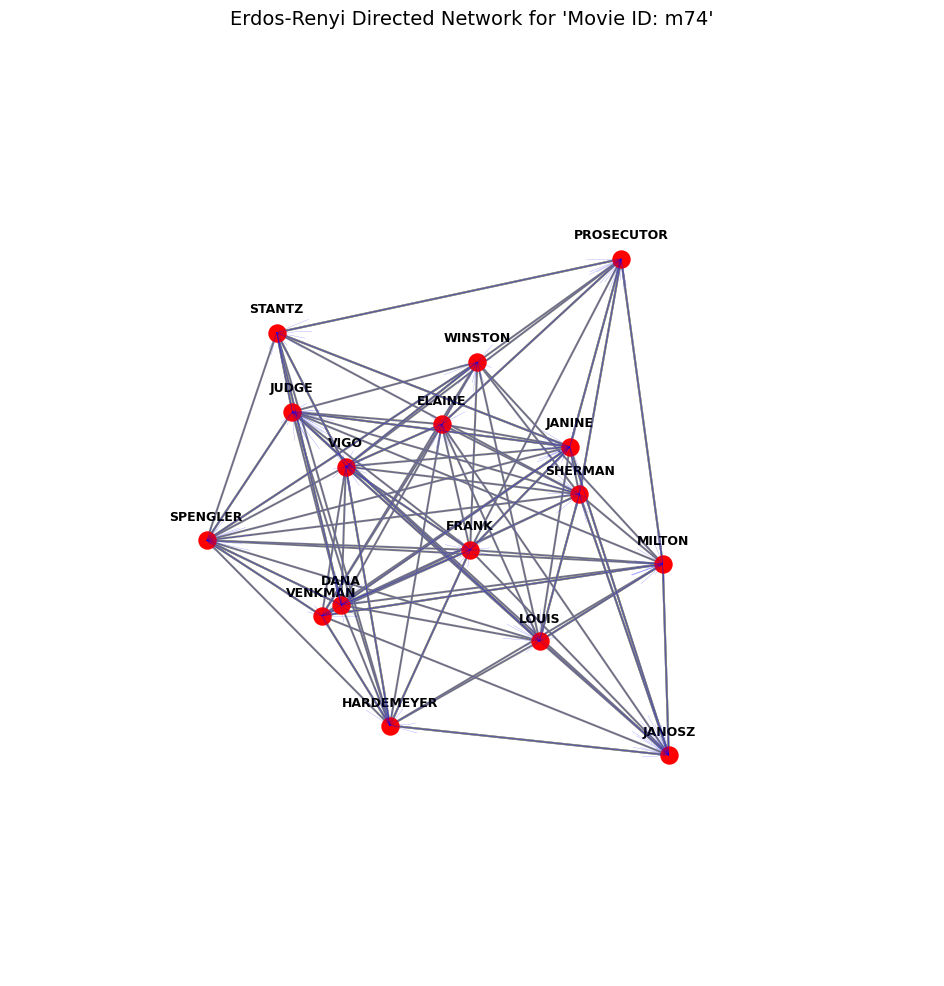 Erdos-Renyi Directed Network for 'Movie ID: m74'
PROSECUTOR
STANTZ
WINSTON
JUDGE
ELAINE
JANINE
VIGO
SHERMAN
SPENGLER
FRANK
MILTON
DANA
VENKMAN
LOUIS
HARDEMEYER
JANOSZ